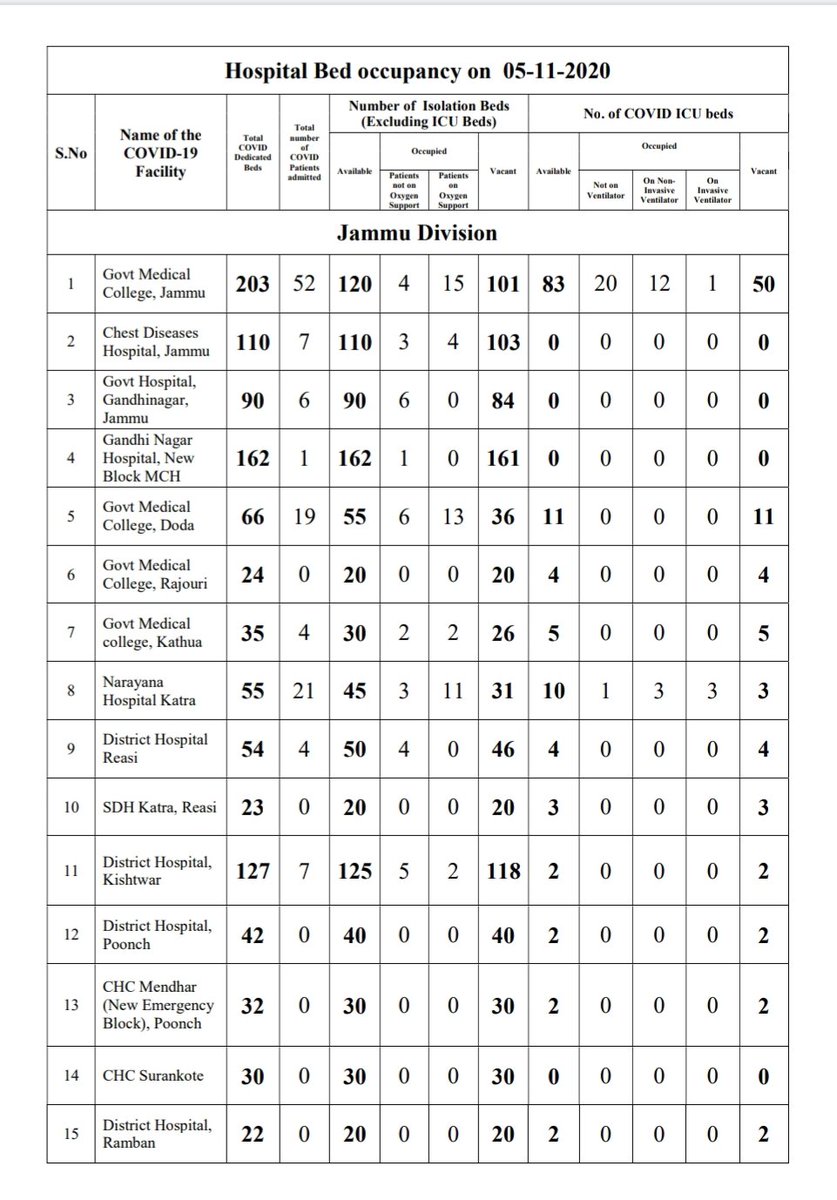 Hospital Bed occupancy on 05-11-2020
S.No
Name of the COVID-19 Facility
Total COVID Dedicated Beds
Total number of COVID Patients admitted
Number of Isolation Beds (Excluding ICU Beds)
No. of COVID ICU beds
Available
Occupied
Vacant
Available
Occupied
Vacant
Patients not on Oxygen Support
Patients on Oxygen Support
Not on Ventilator
On Non-Invasive Ventilator
On Invasive Ventilator
Jammu Division
1 Govt Medical College, Jammu 203 52 120 4 15 101 83 20 12 1 50
2 Chest Diseases Hospital, Jammu 110 7 110 3 4 103 0 0 0 0 0
3 Govt Hospital, Gandhinagar, Jammu 90 6 90 6 0 84 0 0 0 0 0
4 Gandhi Nagar Hospital, New Block MCH 162 1 162 1 0 161 0 0 0 0 0
5 Govt Medical College, Doda 66 19 55 6 13 36 11 0 0 0 11
6 Govt Medical College, Rajouri 24 0 20 0 0 20 4 0 0 0 4
7 Govt Medical college, Kathua 35 4 30 2 2 26 5 0 0 0 5
8 Narayana Hospital Katra 55 21 45 3 11 31 10 1 3 3 3
9 District Hospital Reasi 54 4 50 4 0 46 4 0 0 0 4
10 SDH Katra, Reasi 23 0 20 0 0 20 3 0 0 0 3
11 District Hospital, Kishtwar 127 7 125 5 2 118 2 0 0 0 2
12 District Hospital, Poonch 42 0 40 0 0 40 2 0 0 0 2
13 CHC Mendhar (New Emergency Block), Poonch 32 0 30 0 0 30 2 0 0 0 2
14 CHC Surankote 30 0 30 0 0 30 0 0 0 0 0
15 District Hospital, Ramban 22 0 20 0 0 20 2 0 0 0 2